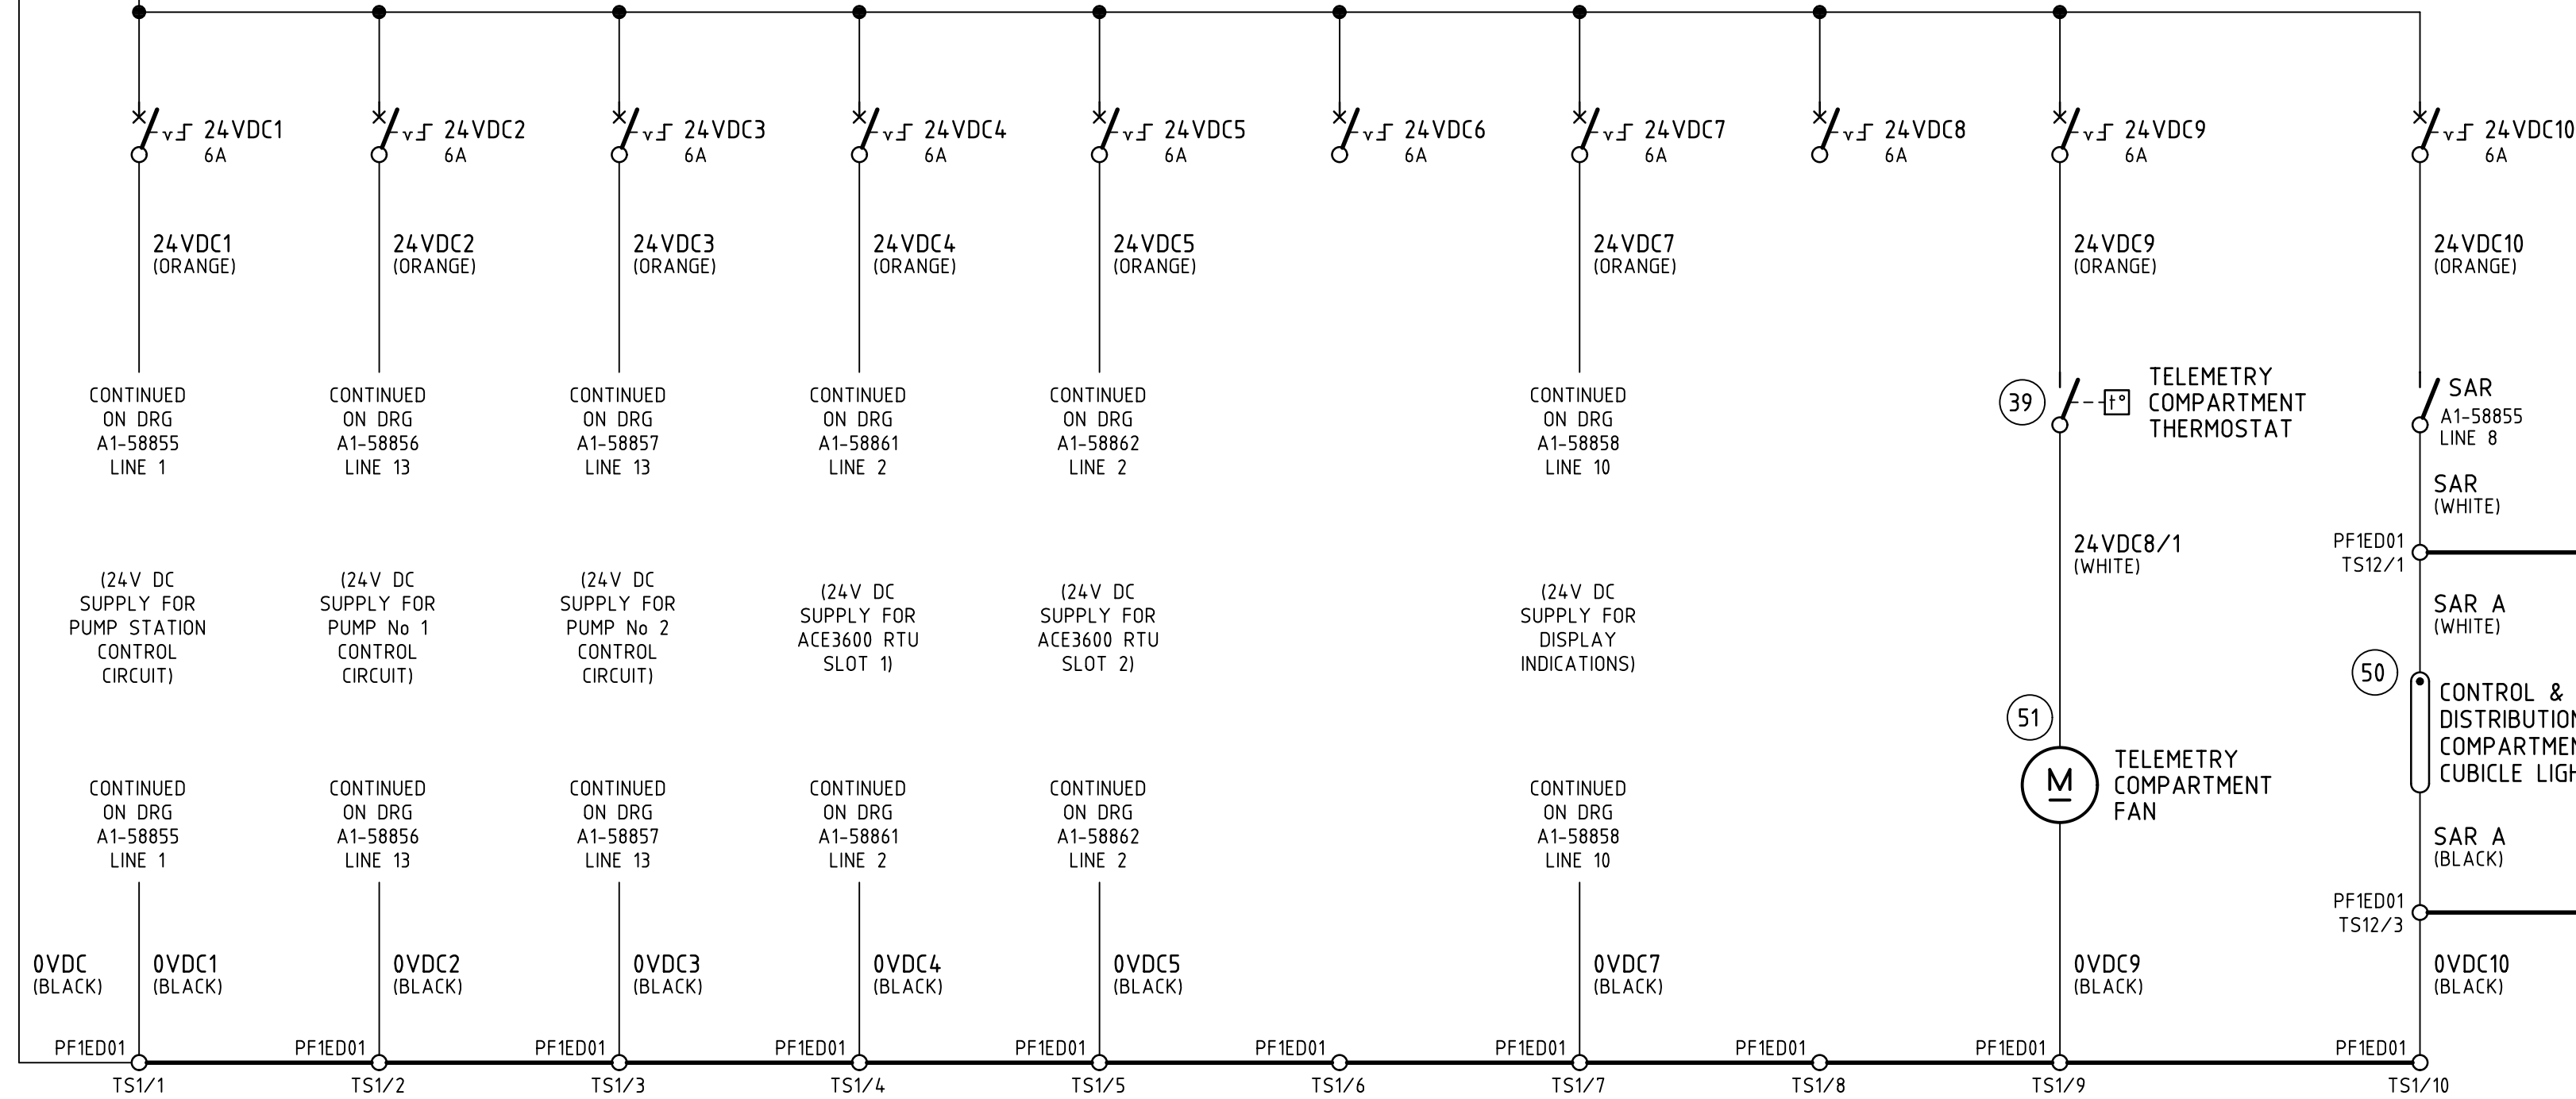 24VDC1
6A
24VDC2
6A
24VDC3
6A
24VDC4
6A
24VDC5
6A
24VDC6
6A
24VDC7
6A
24VDC8
6A
24VDC9
6A
24VDC10
6A
24VDC1
(ORANGE)
24VDC2
(ORANGE)
24VDC3
(ORANGE)
24VDC4
(ORANGE)
24VDC5
(ORANGE)
24VDC7
(ORANGE)
24VDC9
(ORANGE)
24VDC10
(ORANGE)
CONTINUED
ON DRG
A1-58855
LINE 1
CONTINUED
ON DRG
A1-58856
LINE 13
CONTINUED
ON DRG
A1-58857
LINE 13
CONTINUED
ON DRG
A1-58861
LINE 2
CONTINUED
ON DRG
A1-58862
LINE 2
CONTINUED
ON DRG
A1-58858
LINE 10
39
t°
TELEMETRY
COMPARTMENT
THERMOSTAT
SAR
A1-58855
LINE 8
SAR
(WHITE)
24VDC8/1
(WHITE)
PF1ED01
TS12/1
SAR A
(WHITE)
(24V DC
SUPPLY FOR
PUMP STATION
CONTROL
CIRCUIT)
(24V DC
SUPPLY FOR
PUMP No 1
CONTROL
CIRCUIT)
(24V DC
SUPPLY FOR
PUMP No 2
CONTROL
CIRCUIT)
(24V DC
SUPPLY FOR
ACE3600 RTU
SLOT 1)
(24V DC
SUPPLY FOR
ACE3600 RTU
SLOT 2)
(24V DC
SUPPLY FOR
DISPLAY
INDICATIONS)
50
CONTROL &
DISTRIBUTION
COMPARTMEN
CUBICLE LIGH
51
M
TELEMETRY
COMPARTMENT
FAN
CONTINUED
ON DRG
A1-58855
LINE 1
CONTINUED
ON DRG
A1-58856
LINE 13
CONTINUED
ON DRG
A1-58857
LINE 13
CONTINUED
ON DRG
A1-58861
LINE 2
CONTINUED
ON DRG
A1-58862
LINE 2
CONTINUED
ON DRG
A1-58858
LINE 10
SAR A
(BLACK)
PF1ED01
TS12/3
0VDC
(BLACK)
0VDC1
(BLACK)
0VDC2
(BLACK)
0VDC3
(BLACK)
0VDC4
(BLACK)
0VDC5
(BLACK)
0VDC7
(BLACK)
0VDC9
(BLACK)
0VDC10
(BLACK)
PF1ED01
TS1/1
PF1ED01
TS1/2
PF1ED01
TS1/3
PF1ED01
TS1/4
PF1ED01
TS1/5
PF1ED01
TS1/6
PF1ED01
TS1/7
PF1ED01
TS1/8
PF1ED01
TS1/9
PF1ED01
TS1/10